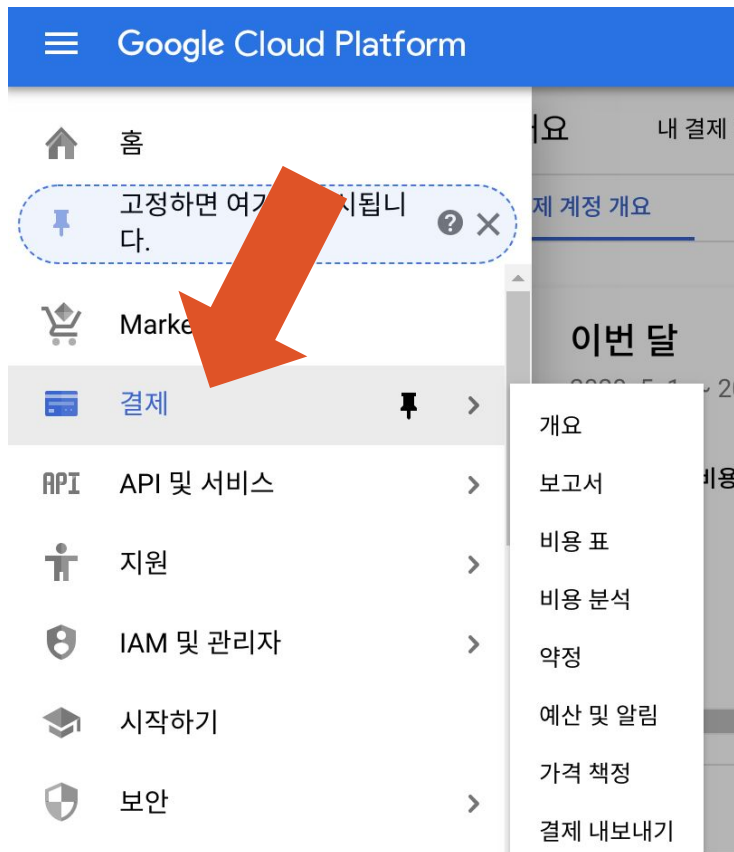 Google Cloud Platform
홈
고정하면 여기 시됩니
다.
Marke
결제
API
API 및 서비스
지원
IAM 및 관리자
시작하기
보안
요
내 결제
제 계정 개요
이번 달
개요
보고서
비용 표
비용 분석
약정
예산 및 알림
가격 책정
결제 내보내기
비용